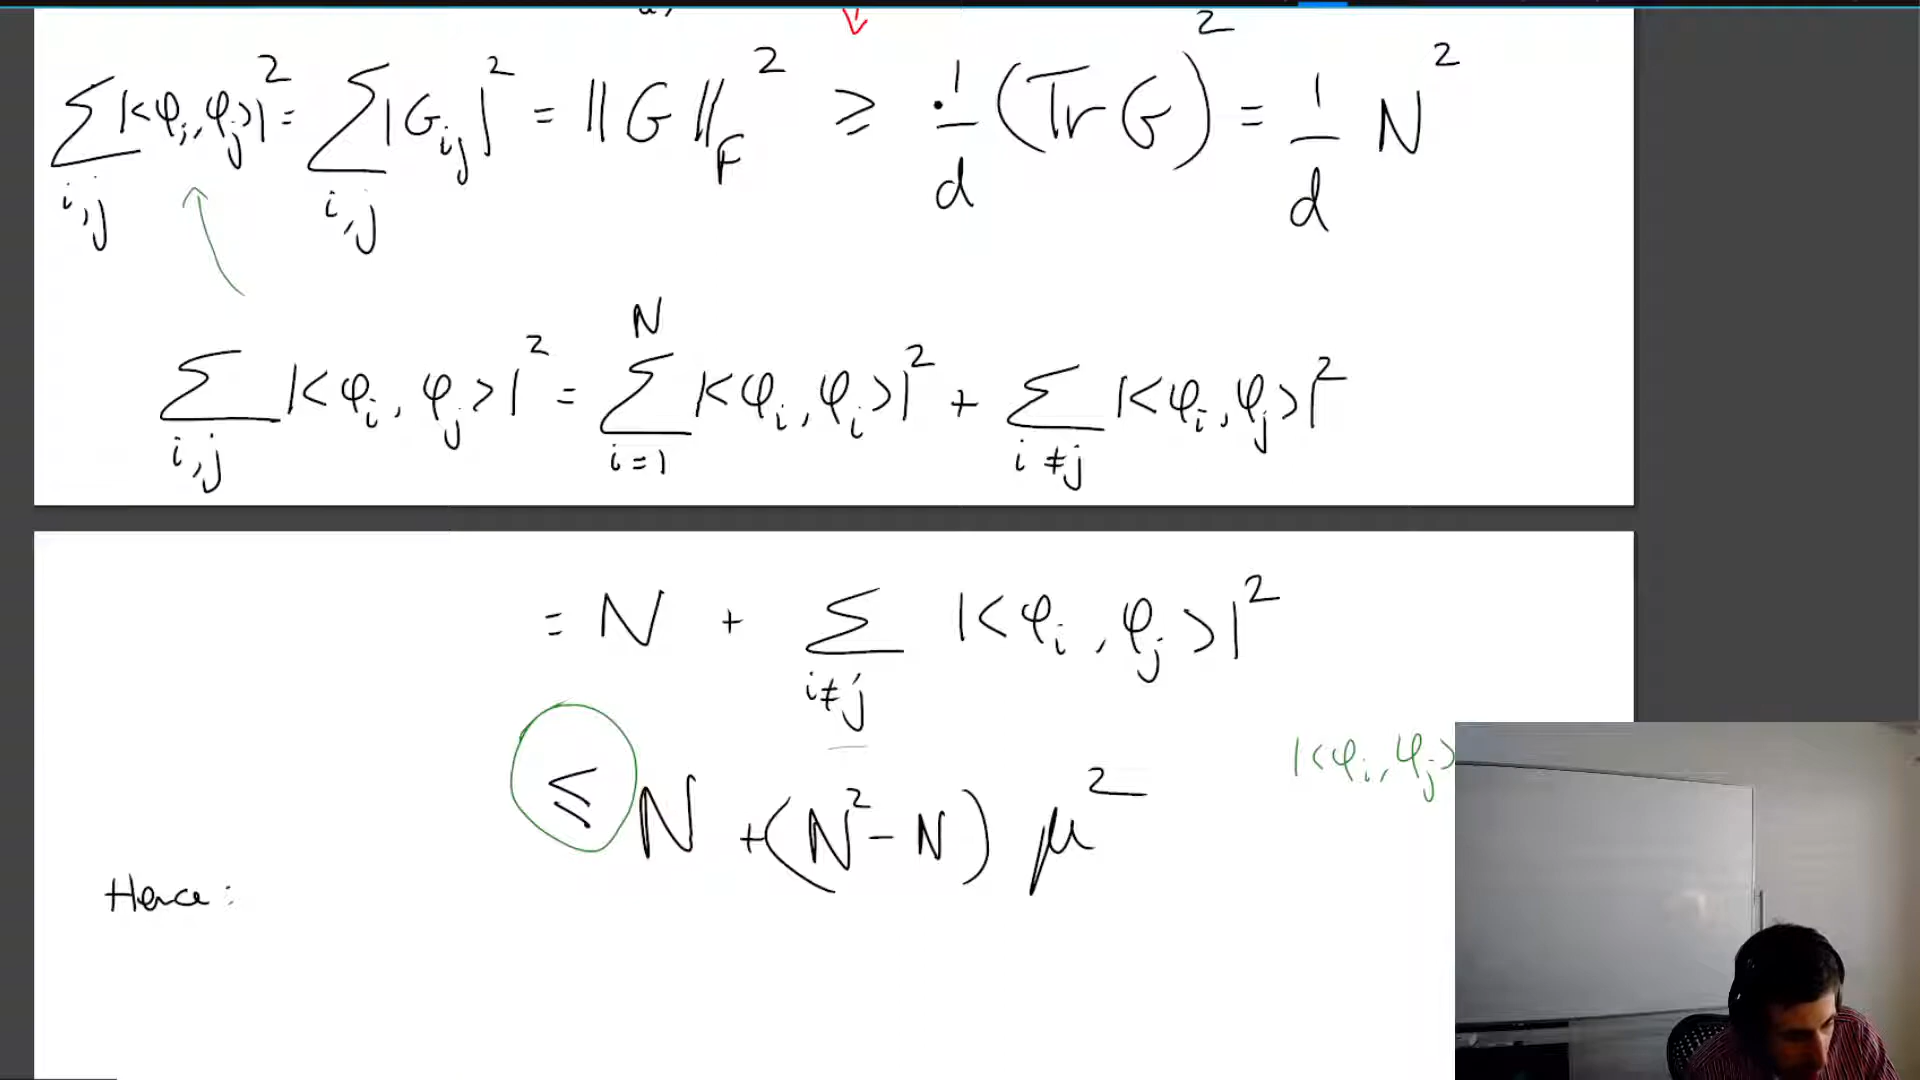 ∑_{i,j} |<φ_i, φ_j>|² = ∑_{i,j} |G_{ij}|² = ||G||_F² ≥ 1/d (Tr G)² = 1/d N²
∑_{i,j} |<φ_i, φ_j>|² = ∑_{i=1}^{N} |<φ_i, φ_i>|² + ∑_{i≠j} |<φ_i, φ_j>|²
= N + ∑_{i≠j} |<φ_i, φ_j>|²
|<φ_i, φ_j>
≤ N + (N² - N) μ²
Hence: